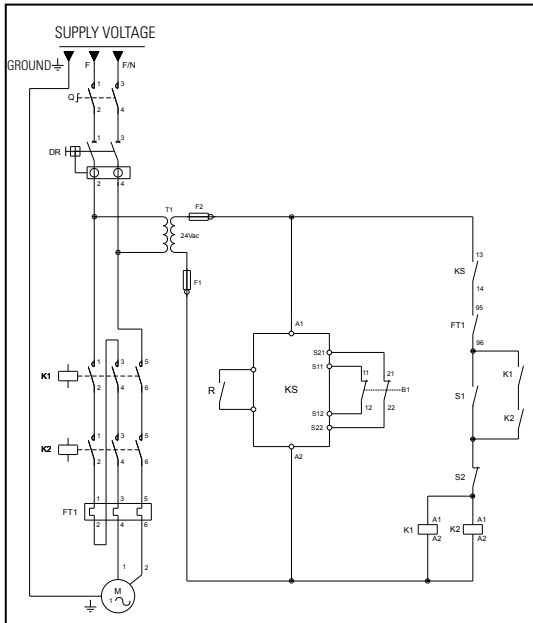 SUPPLY VOLTAGE
GROUND F F/N
1 3
Q
2 4
1 3
DR
2 4
T1 F2
24Vac
F1
13
KS
14
95
FT1
96
A1
S21
S11 11 21
R KS B1
S12 12 22
S22
A2
K1
S1
K2
S2
K1 A1 K2 A1
A2 A2
1 3 5
K1
2 4 6
1 3 5
K2
2 4 6
1 3 5
FT1
2 4 6
1 2
M
1